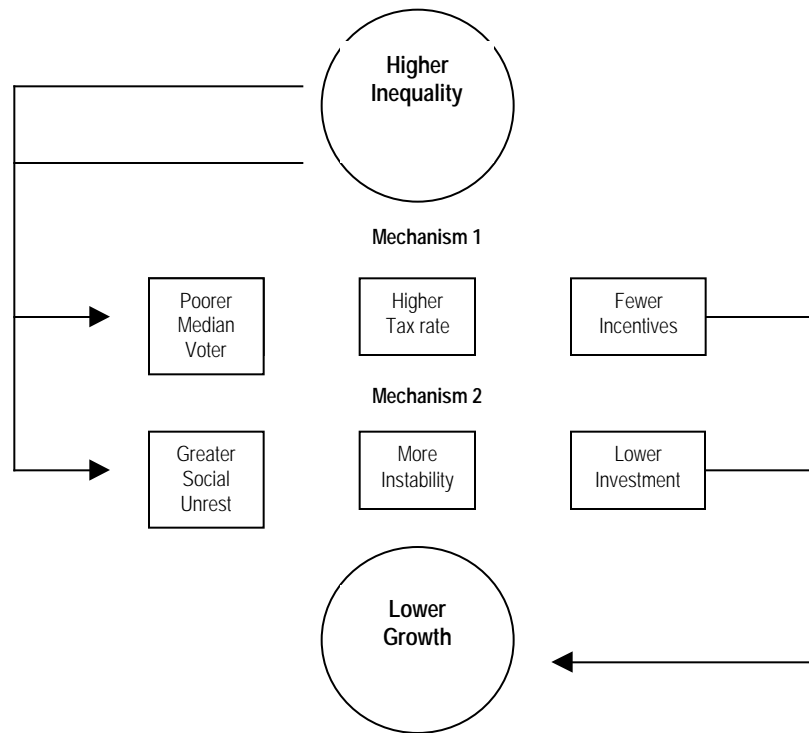 Higher
Inequality
Mechanism 1
Poorer
Median
Voter
Higher
Tax rate
Fewer
Incentives
Mechanism 2
Greater
Social
Unrest
More
Instability
Lower
Investment
Lower
Growth